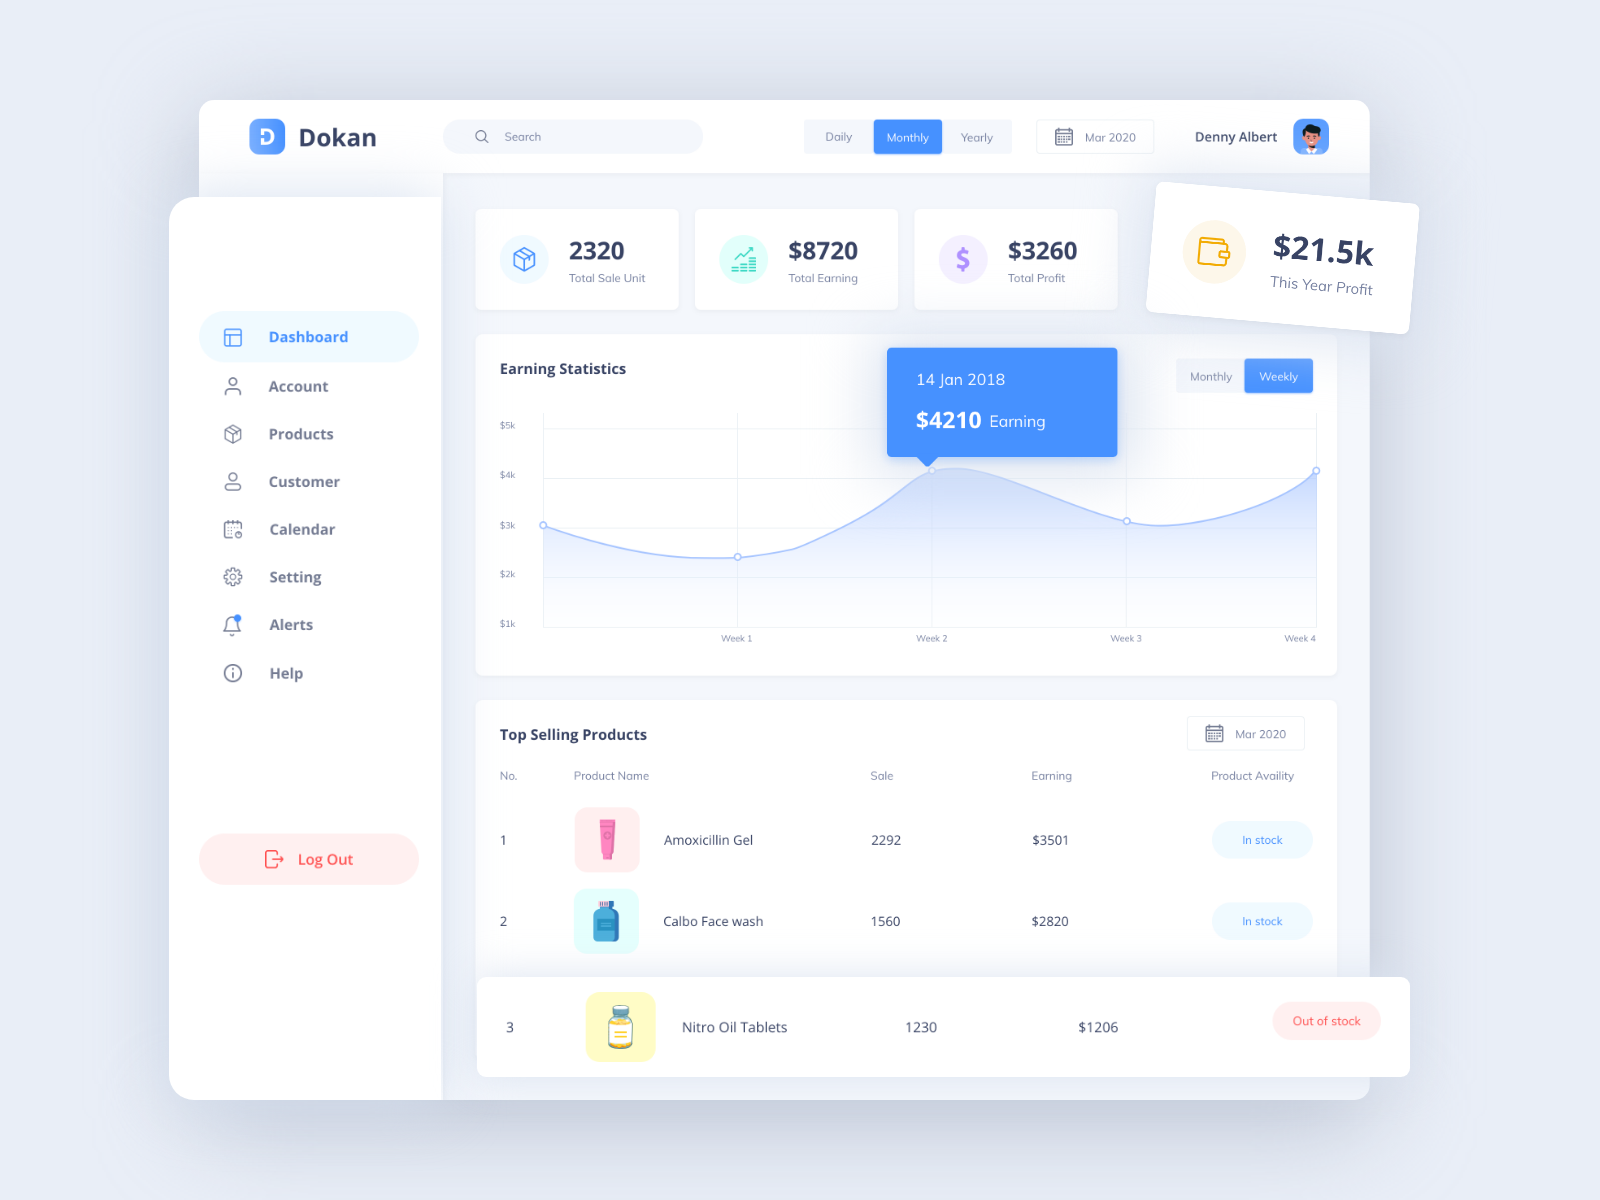 D Dokan
Search
Daily Monthly Yearly
Mar 2020
Denny Albert
Dashboard
Account
Products
Customer
Calendar
Setting
Alerts
Help
Log Out
2320
Total Sale Unit
$8720
Total Earning
$
$3260
Total Profit
$21.5k
This Year Profit
Earning Statistics
14 Jan 2018
$4210 Earning
Monthly Weekly
$5k
$4k
$3k
$2k
$1k
Week 1 Week 2 Week 3 Week 4
Top Selling Products
Mar 2020
No. Product Name Sale Earning Product Availity
1 Amoxicillin Gel 2292 $3501 In stock
2 Calbo Face wash 1560 $2820 In stock
3 Nitro Oil Tablets 1230 $1206 Out of stock